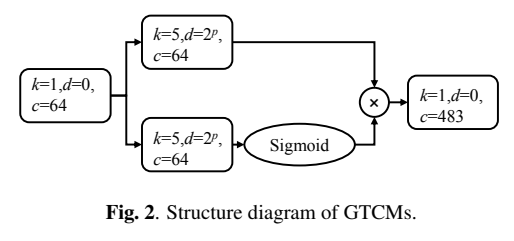 k=5,d=2ᵖ,
c=64
k=1,d=0,
c=64
×
k=1,d=0,
c=483
k=5,d=2ᵖ,
c=64
Sigmoid
Fig. 2. Structure diagram of GTCMs.